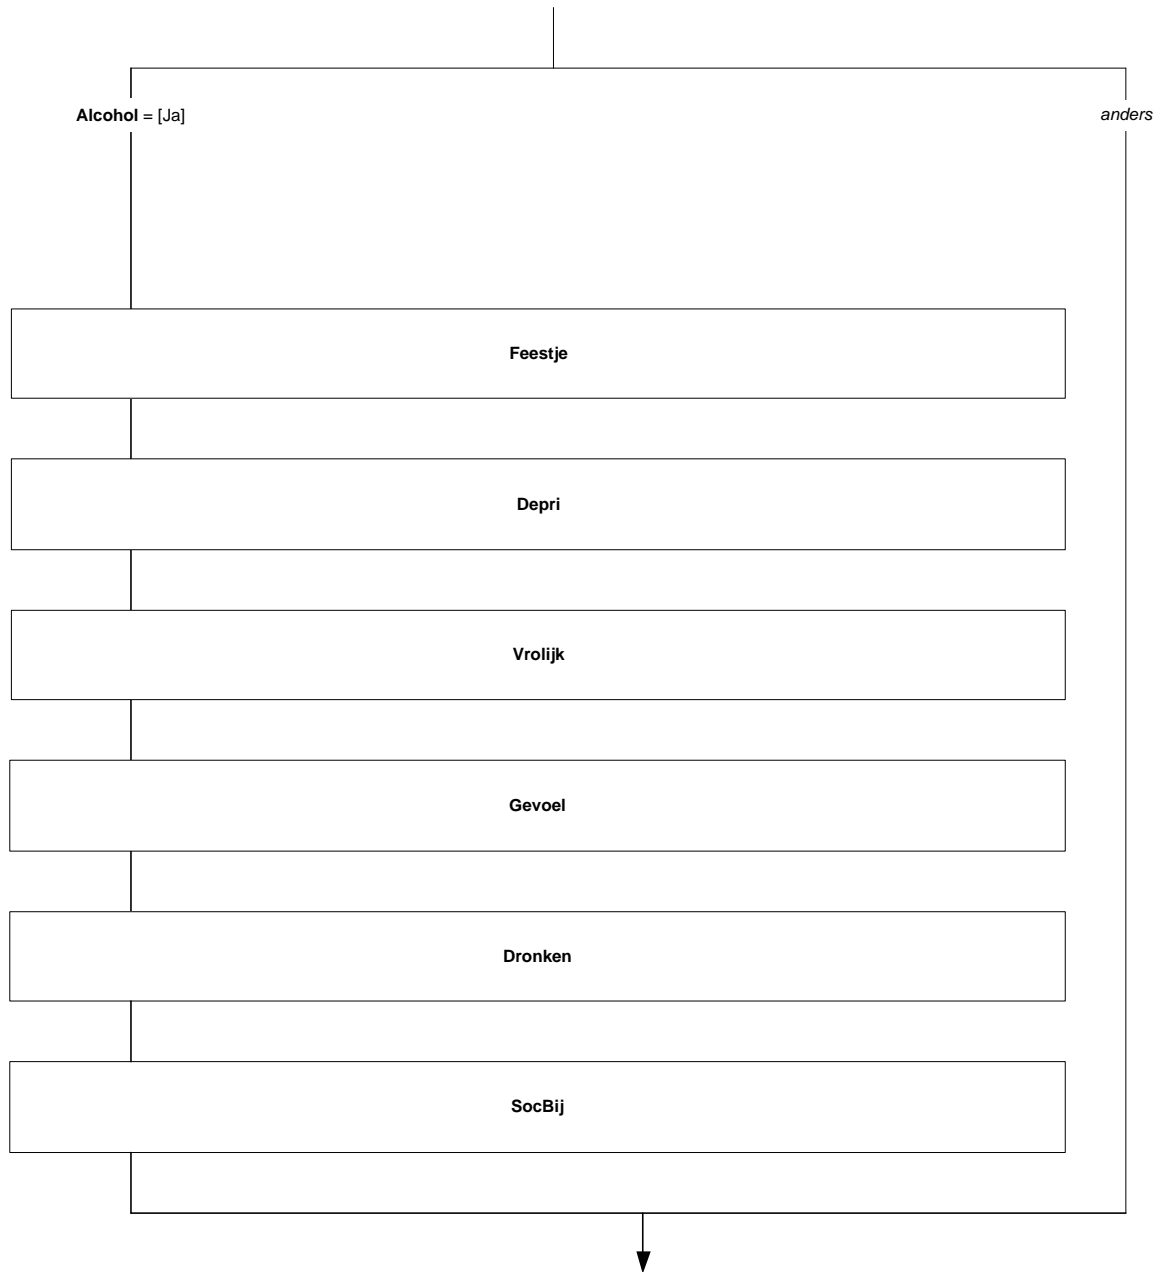 Alcohol = [Ja]
anders
Feestje
Depri
Vrolijk
Gevoel
Dronken
SocBij